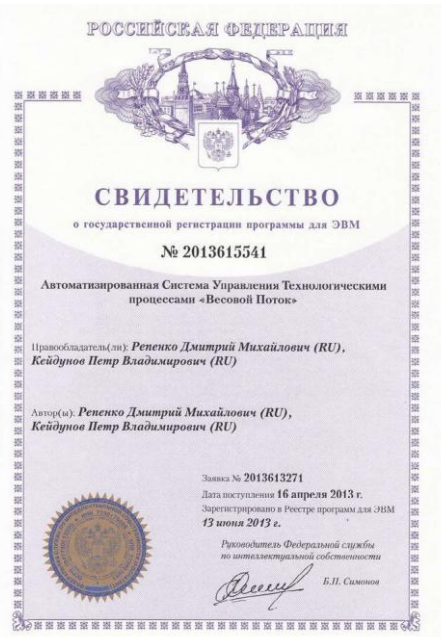 РОССИЙСКАЯ ФЕДЕРАЦИЯ
СВИДЕТЕЛЬСТВО
о государственной регистрации программы для ЭВМ
№ 2013615541
Автоматизированная Система Управления Технологическими
процессами «Весовой Поток»
Правообладатель(ли): Репенко Дмитрий Михайлович (RU),
Кейдунов Петр Владимирович (RU)
Автор(ы): Репенко Дмитрий Михайлович (RU),
Кейдунов Петр Владимирович (RU)
Заявка № 2013613271
Дата поступления 16 апреля 2013 г.
Зарегистрировано в Реестре программ для ЭВМ
13 июня 2013 г.
Руководитель Федеральной службы
по интеллектуальной собственности
Б.П. Симонов